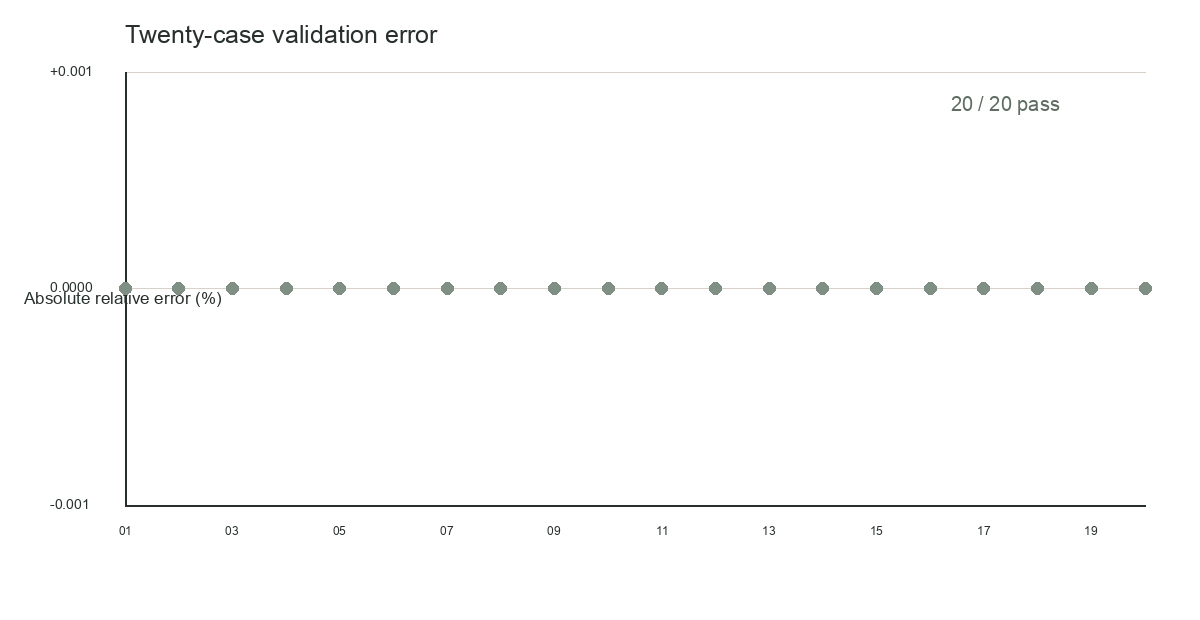 Twenty-case validation error
+0.001
20 / 20 pass
0.0000
Absolute relative error (%)
-0.001
01 03 05 07 09 11 13 15 17 19